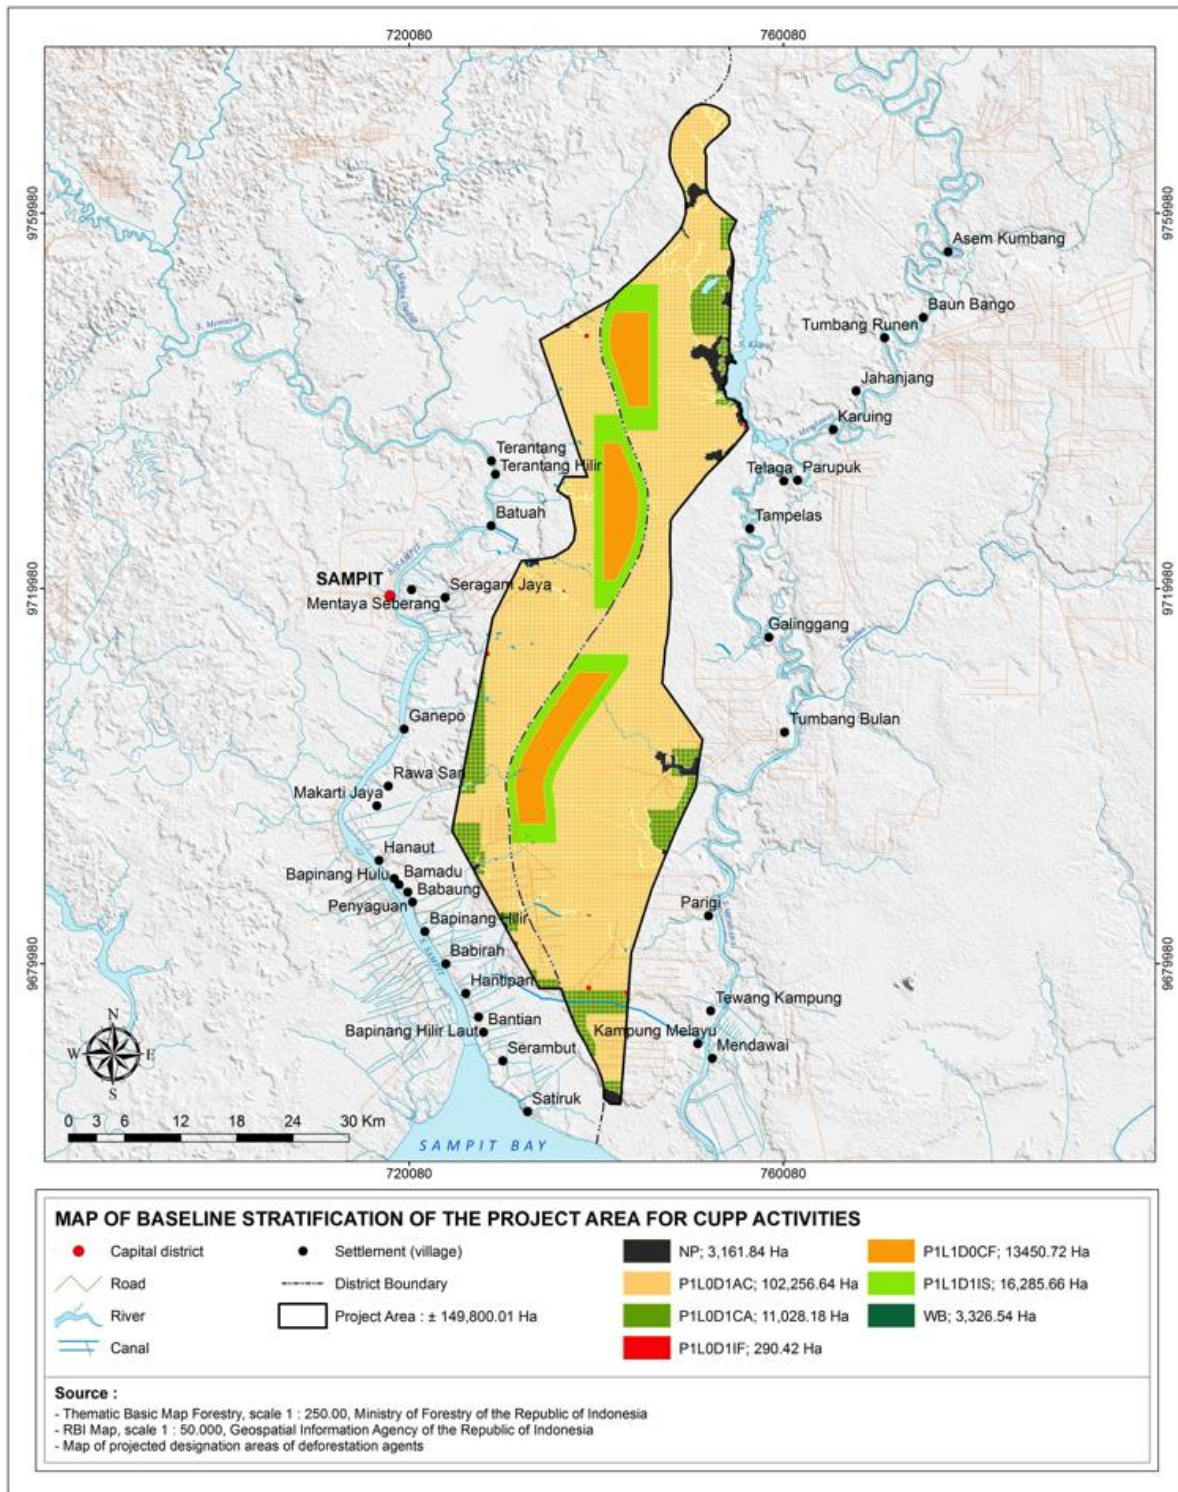 720080
760080
9759980
9759980
Asem Kumbang
Baun Bango
S. Mentaya
Tumbang Runen
Jahanjang
Karuing
Terantang
Terantang Hilir
Telaga
Parupuk
Batuah
Tampelas
S. SAMPIT
SAMPIT
Seragam Jaya
Mentaya Seberang
9719980
9719980
Galinggang
S. Bulan
Ganepo
Tumbang Bulan
Rawa Sari
Makarti Jaya
Hanaut
Bapinang Hulu
Bamadu
Babaung
Penyaguan
Parigi
Bapinang Hilir
S. SAMPIT
Babirah
9679980
9679980
Hantipan
Tewang Kampung
Bantian
Bapinang Hilir Laut
Kampung Melayu
Mendawai
Serambut
N
W
E
S
Satiruk
0 3 6 12 18 24 30 Km
SAMPIT BAY
720080
760080
MAP OF BASELINE STRATIFICATION OF THE PROJECT AREA FOR CUPP ACTIVITIES
Capital district
Settlement (village)
NP; 3,161.84 Ha
P1L1D0CF; 13450.72 Ha
Road
District Boundary
P1L0D1AC; 102,256.64 Ha
P1L1D1IS; 16,285.66 Ha
River
Project Area : ± 149,800.01 Ha
P1L0D1CA; 11,028.18 Ha
WB; 3,326.54 Ha
Canal
P1L0D1IF; 290.42 Ha
Source :
- Thematic Basic Map Forestry, scale 1 : 250.00, Ministry of Forestry of the Republic of Indonesia
- RBI Map, scale 1 : 50.000, Geospatial Information Agency of the Republic of Indonesia
- Map of projected designation areas of deforestation agents